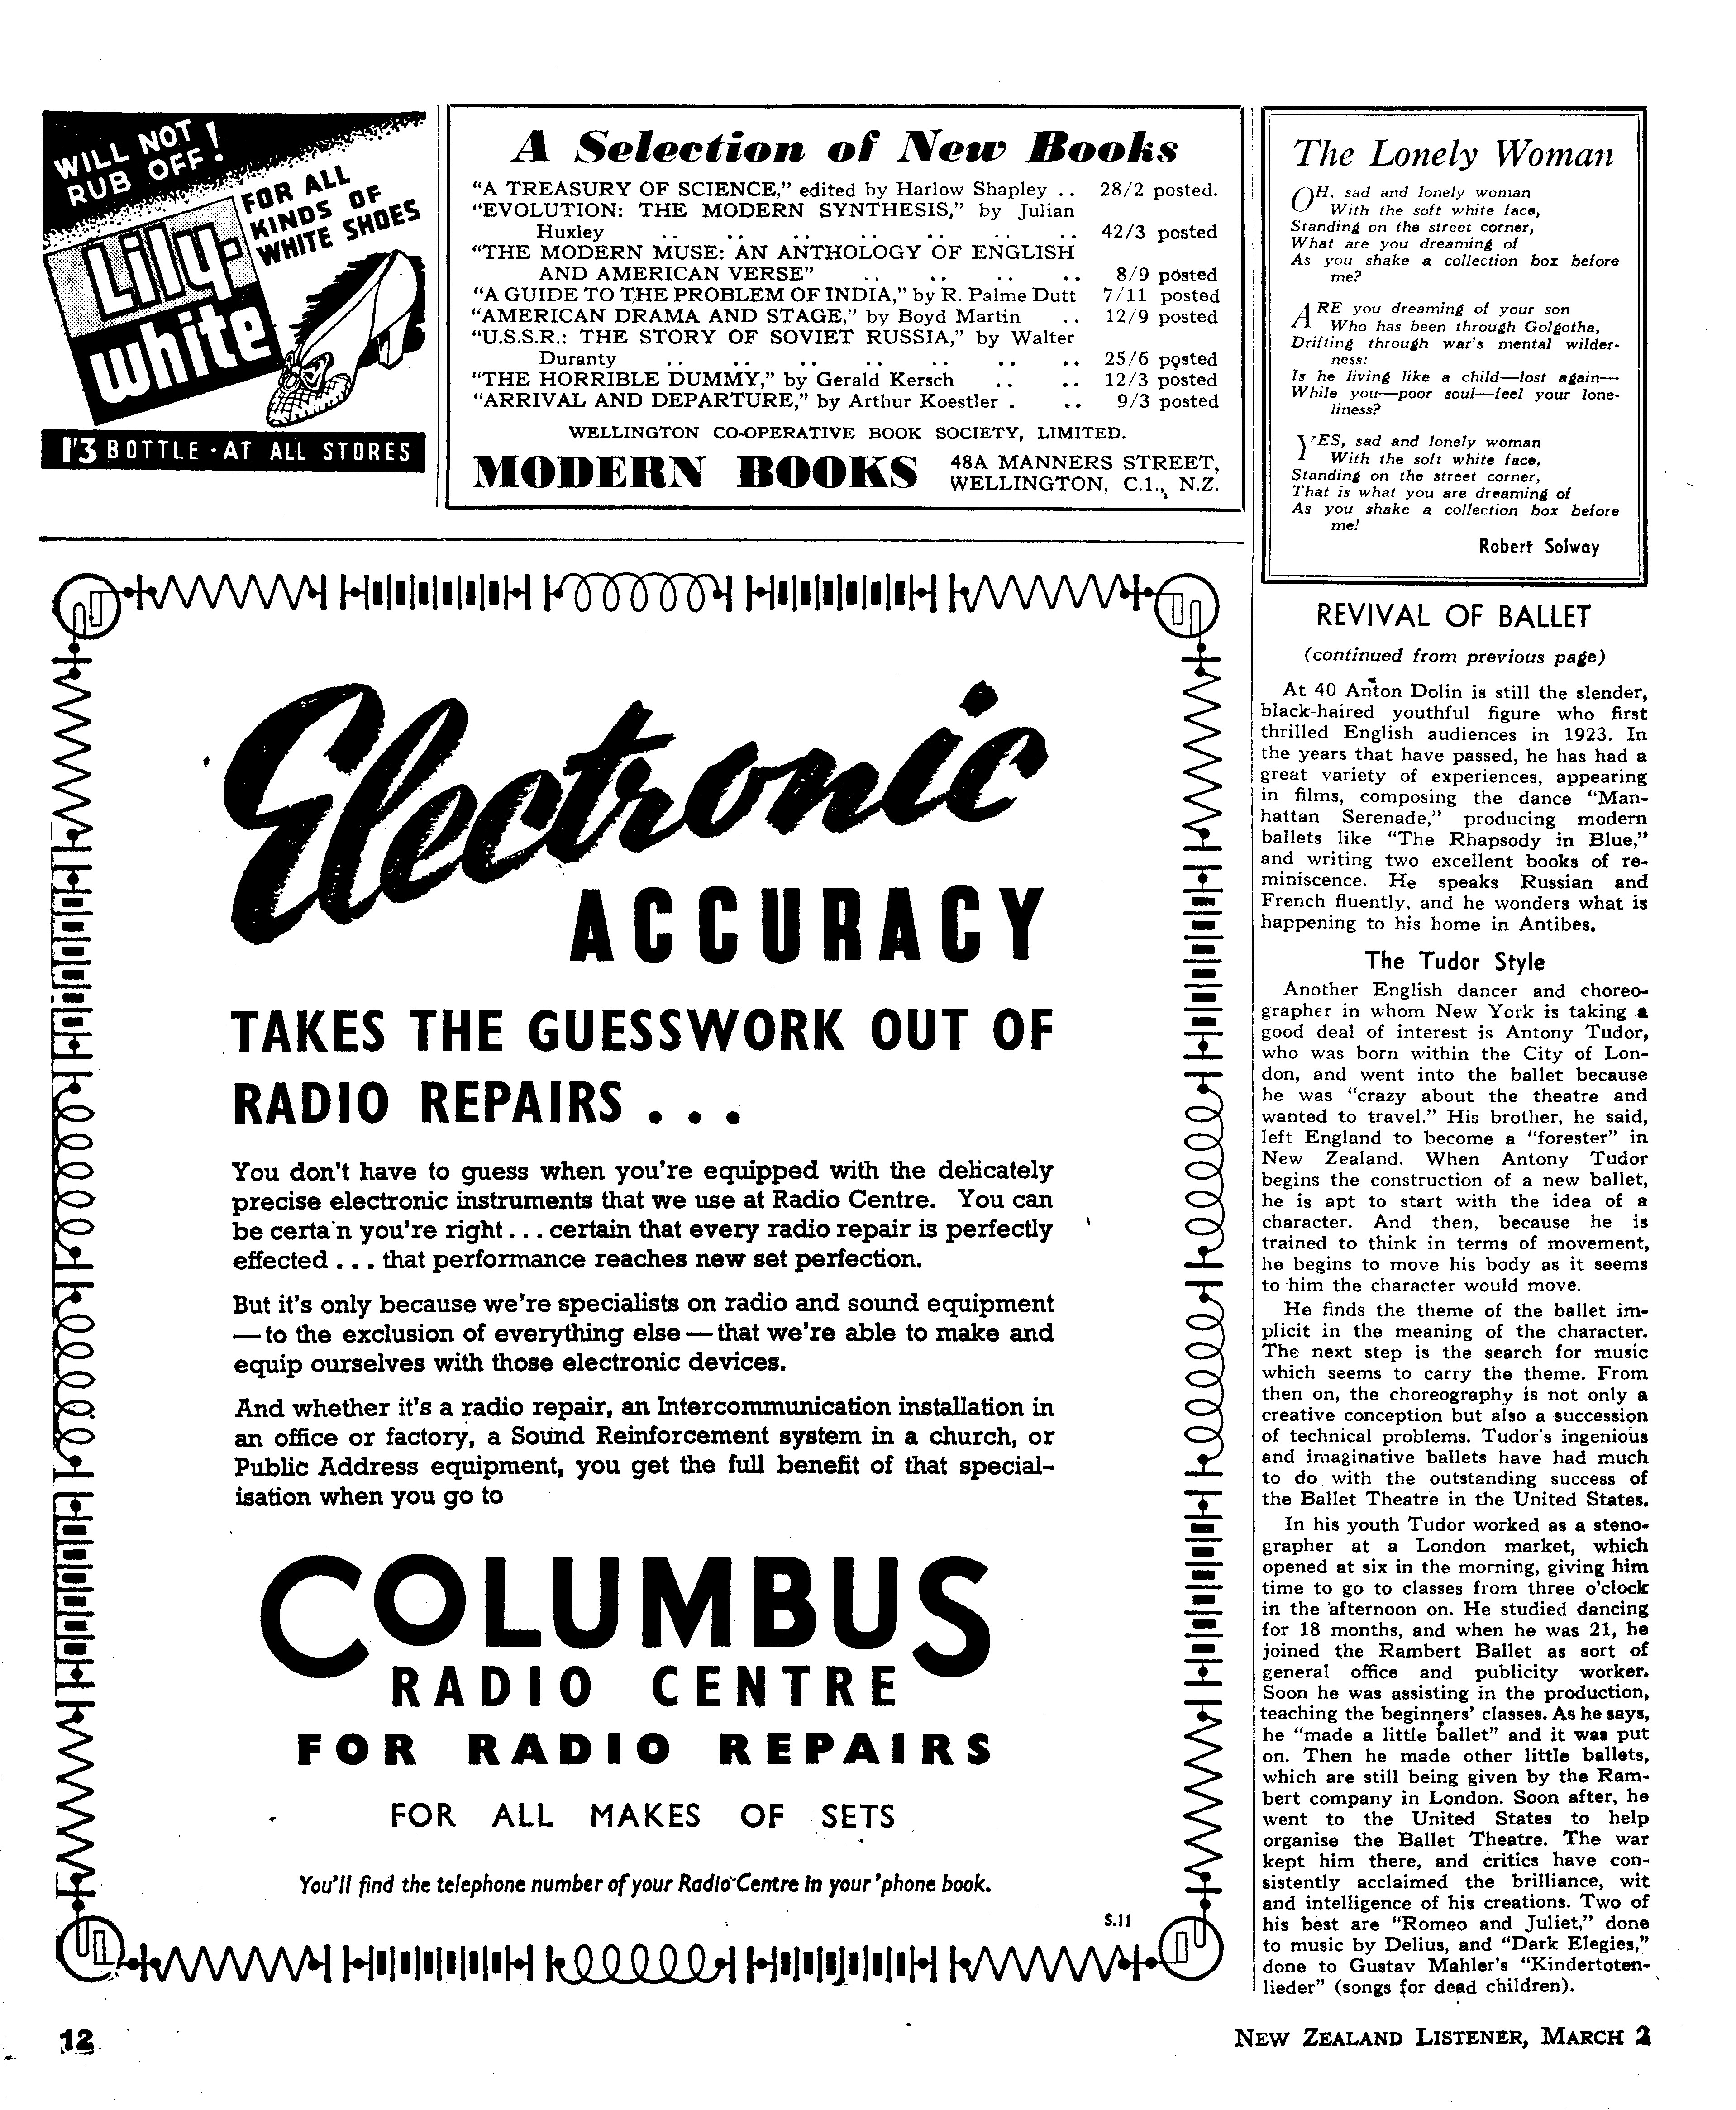 WILL NOT
RUB OFF!
FOR ALL
KINDS OF
WHITE SHOES
Lily-
white
1'3 BOTTLE · AT ALL STORES
A Selection of New Books
"A TREASURY OF SCIENCE," edited by Harlow Shapley .. 28/2 posted.
"EVOLUTION: THE MODERN SYNTHESIS," by Julian
Huxley .. .. .. .. .. .. .. 42/3 posted
"THE MODERN MUSE: AN ANTHOLOGY OF ENGLISH
AND AMERICAN VERSE" .. .. .. .. 8/9 posted
"A GUIDE TO THE PROBLEM OF INDIA," by R. Palme Dutt 7/11 posted
"AMERICAN DRAMA AND STAGE," by Boyd Martin .. 12/9 posted
"U.S.S.R.: THE STORY OF SOVIET RUSSIA," by Walter
Duranty .. .. .. .. .. .. .. 25/6 posted
"THE HORRIBLE DUMMY," by Gerald Kersch .. .. 12/3 posted
"ARRIVAL AND DEPARTURE," by Arthur Koestler . .. 9/3 posted
WELLINGTON CO-OPERATIVE BOOK SOCIETY, LIMITED.
MODERN BOOKS
48A MANNERS STREET,
WELLINGTON, C.1., N.Z.
Electronic
ACCURACY
TAKES THE GUESSWORK OUT OF
RADIO REPAIRS . . .
You don't have to guess when you're equipped with the delicately
precise electronic instruments that we use at Radio Centre. You can
be certa'n you're right . . . certain that every radio repair is perfectly
effected . . . that performance reaches new set perfection.
But it's only because we're specialists on radio and sound equipment
—to the exclusion of everything else—that we're able to make and
equip ourselves with those electronic devices.
And whether it's a radio repair, an Intercommunication installation in
an office or factory, a Sound Reinforcement system in a church, or
Public Address equipment, you get the full benefit of that special-
isation when you go to
COLUMBUS
RADIO CENTRE
FOR RADIO REPAIRS
FOR ALL MAKES OF SETS
You'll find the telephone number of your Radio Centre in your 'phone book.
S.11
The Lonely Woman
OH, sad and lonely woman
With the soft white face,
Standing on the street corner,
What are you dreaming of
As you shake a collection box before
me?
ARE you dreaming of your son
Who has been through Golgotha,
Drifting through war's mental wilder-
ness:
Is he living like a child—lost again—
While you—poor soul—feel your lone-
liness?
YES, sad and lonely woman
With the soft white face,
Standing on the street corner,
That is what you are dreaming of
As you shake a collection box before
me!
Robert Solway
REVIVAL OF BALLET
(continued from previous page)
At 40 Anton Dolin is still the slender,
black-haired youthful figure who first
thrilled English audiences in 1923. In
the years that have passed, he has had a
great variety of experiences, appearing
in films, composing the dance "Man-
hattan Serenade," producing modern
ballets like "The Rhapsody in Blue,"
and writing two excellent books of re-
miniscence. He speaks Russian and
French fluently, and he wonders what is
happening to his home in Antibes.
The Tudor Style
Another English dancer and choreo-
grapher in whom New York is taking a
good deal of interest is Antony Tudor,
who was born within the City of Lon-
don, and went into the ballet because
he was "crazy about the theatre and
wanted to travel." His brother, he said,
left England to become a "forester" in
New Zealand. When Antony Tudor
begins the construction of a new ballet,
he is apt to start with the idea of a
character. And then, because he is
trained to think in terms of movement,
he begins to move his body as it seems
to him the character would move.
He finds the theme of the ballet im-
plicit in the meaning of the character.
The next step is the search for music
which seems to carry the theme. From
then on, the choreography is not only a
creative conception but also a succession
of technical problems. Tudor's ingenious
and imaginative ballets have had much
to do with the outstanding success of
the Ballet Theatre in the United States.
In his youth Tudor worked as a steno-
grapher at a London market, which
opened at six in the morning, giving him
time to go to classes from three o'clock
in the afternoon on. He studied dancing
for 18 months, and when he was 21, he
joined the Rambert Ballet as sort of
general office and publicity worker.
Soon he was assisting in the production,
teaching the beginners' classes. As he says,
he "made a little ballet" and it was put
on. Then he made other little ballets,
which are still being given by the Ram-
bert company in London. Soon after, he
went to the United States to help
organise the Ballet Theatre. The war
kept him there, and critics have con-
sistently acclaimed the brilliance, wit
and intelligence of his creations. Two of
his best are "Romeo and Juliet," done
to music by Delius, and "Dark Elegies,"
done to Gustav Mahler's "Kindertoten-
lieder" (songs for dead children).
12
NEW ZEALAND LISTENER, MARCH 2